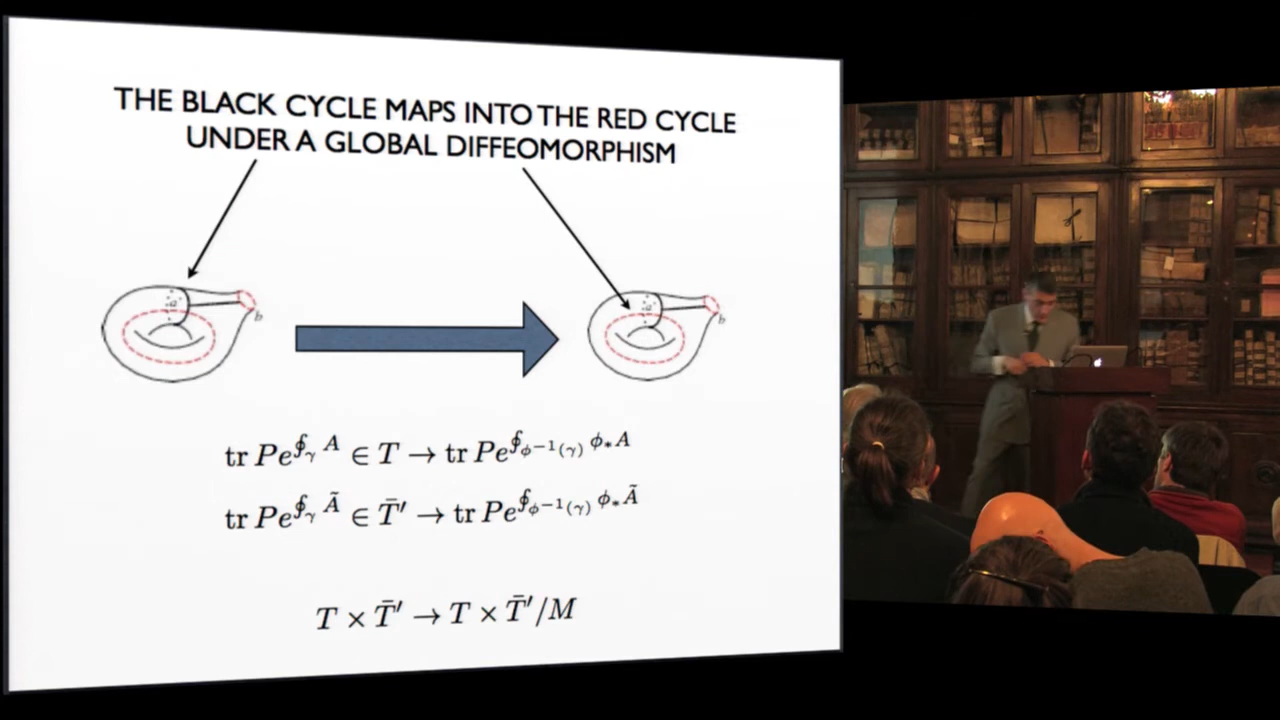 THE BLACK CYCLE MAPS INTO THE RED CYCLE
UNDER A GLOBAL DIFFEOMORPHISM
b
b
tr Pe^{∮_γ A} ∈ T → tr Pe^{∮_{ϕ^{-1}(γ)} ϕ_* A}
tr Pe^{∮_γ Ã} ∈ T̄′ → tr Pe^{∮_{ϕ^{-1}(γ)} ϕ_* Ã}
T × T̄′ → T × T̄′/M